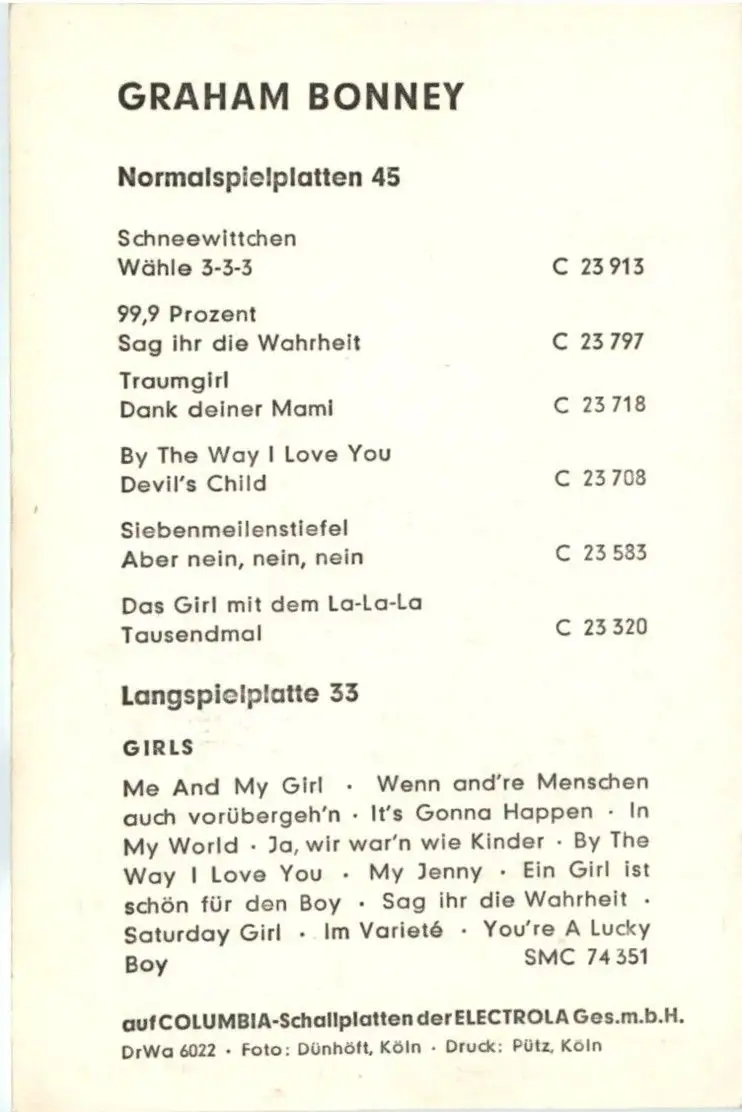 GRAHAM BONNEY
Normalspielplatten 45
Schneewittchen
Wähle 3-3-3 C 23 913
99,9 Prozent
Sag ihr die Wahrheit C 23 797
Traumgirl
Dank deiner Mami C 23 718
By The Way I Love You
Devil's Child C 23 708
Siebenmeilenstiefel
Aber nein, nein, nein C 23 583
Das Girl mit dem La-La-La
Tausendmal C 23 320
Langspielplatte 33
GIRLS
Me And My Girl · Wenn and're Menschen
auch vorübergeh'n · It's Gonna Happen · In
My World · Ja, wir war'n wie Kinder · By The
Way I Love You · My Jenny · Ein Girl ist
schön für den Boy · Sag ihr die Wahrheit ·
Saturday Girl · Im Varieté · You're A Lucky
Boy SMC 74 351
auf COLUMBIA-Schallplatten der ELECTROLA Ges.m.b.H.
DrWa 6022 · Foto: Dünhöft, Köln · Druck: Pütz, Köln